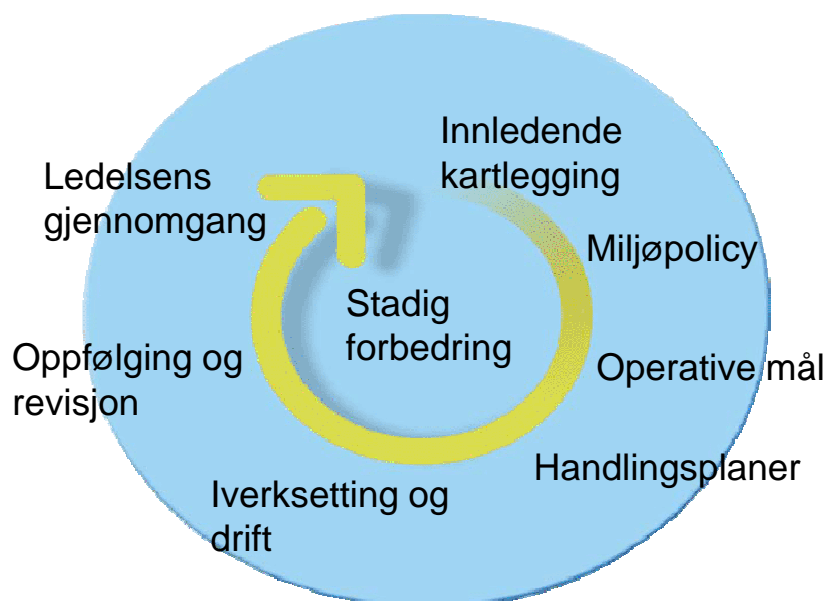 Innledende
kartlegging
Miljøpolicy
Operative mål
Handlingsplaner
Iverksetting og
drift
Oppfølging og
revisjon
Ledelsens
gjennomgang
Stadig
forbedring